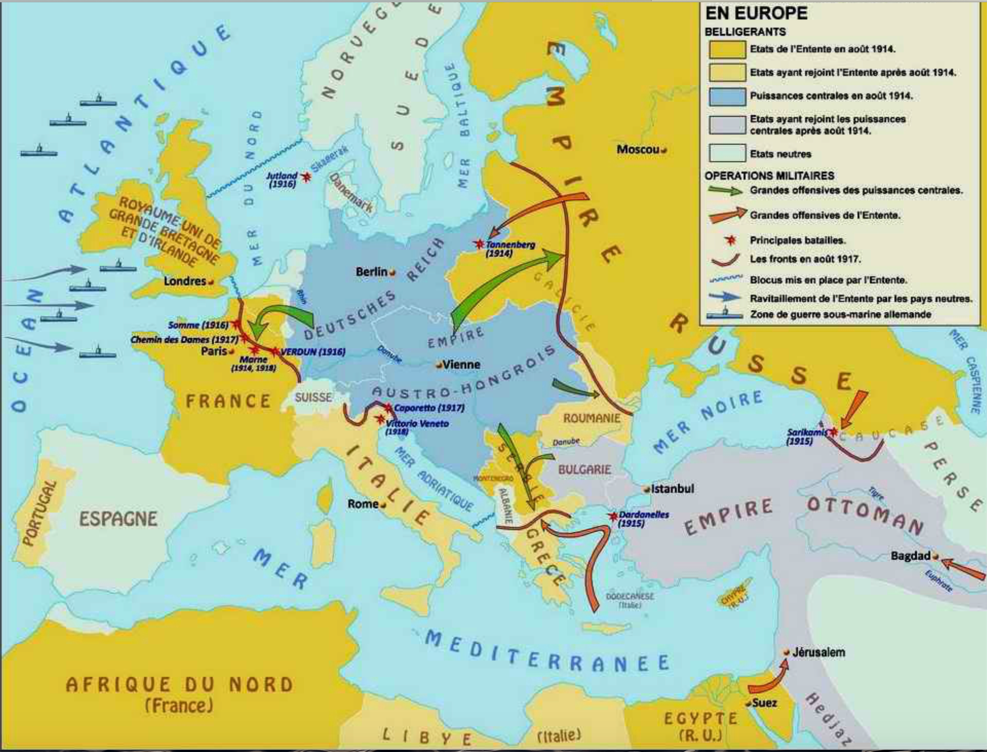 EN EUROPE
BELLIGERANTS
Etats de l'Entente en août 1914.
Etats ayant rejoint l'Entente après août 1914.
Puissances centrales en août 1914.
Etats ayant rejoint les puissances
centrales après août 1914.
Etats neutres
OPERATIONS MILITAIRES
Grandes offensives des puissances centrales.
Grandes offensives de l'Entente.
Principales batailles.
Les fronts en août 1917.
Blocus mis en place par l'Entente.
Ravitaillement de l'Entente par les pays neutres.
Zone de guerre sous-marine allemande
OCEAN
ATLANTIQUE
NORVEGE
SUEDE
MER BALTIQUE
MER DU NORD
Skagerak
Jutland
(1916)
Danemark
EMPIRE
RUSSE
Moscou
ROYAUME-UNI DE
GRANDE BRETAGNE
ET D'IRLANDE
Londres
Berlin
Tannenberg
(1914)
DEUTSCHES REICH
Rhin
GALICIE
Somme (1916)
Chemin des Dames (1917)
Paris
Marne
(1914, 1918)
VERDUN (1916)
EMPIRE
AUSTRO-HONGROIS
Danube
Vienne
FRANCE
SUISSE
Caporetto (1917)
Vittorio Veneto
(1918)
ROUMANIE
Danube
BULGARIE
SERBIE
MONTENEGRO
ALBANIE
GRECE
MER ADRIATIQUE
ITALIE
Rome
PORTUGAL
ESPAGNE
MER NOIRE
MER CASPIENNE
Sarikamis
(1915)
CAUCASE
PERSE
Istanbul
Dardanelles
(1915)
EMPIRE OTTOMAN
Tigre
Bagdad
Euphrate
DODECANESE
(Italie)
CHYPRE
(R.U.)
MER
MEDITERRANEE
Jérusalem
Suez
Hedjaz
AFRIQUE DU NORD
(France)
LIBYE
(Italie)
EGYPTE
(R.U.)